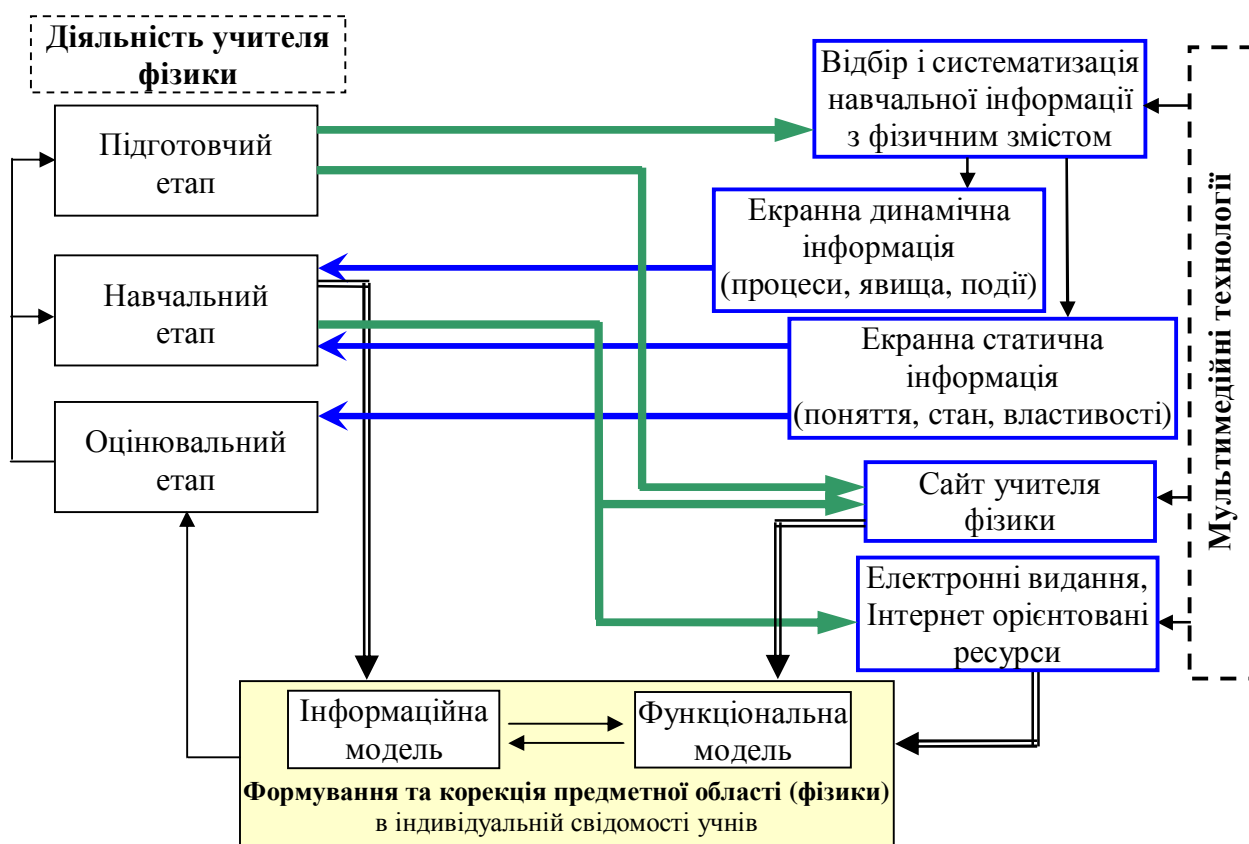 Діяльність учителя
фізики
Підготовчий
етап
Навчальний
етап
Оцінювальний
етап
Відбір і систематизація
навчальної інформації
з фізичним змістом
Екранна динамічна
інформація
(процеси, явища, події)
Екранна статична
інформація
(поняття, стан, властивості)
Сайт учителя
фізики
Електронні видання,
Інтернет орієнтовані
ресурси
Мультимедійні технології
Інформаційна
модель
Функціональна
модель
Формування та корекція предметної області (фізики)
в індивідуальній свідомості учнів